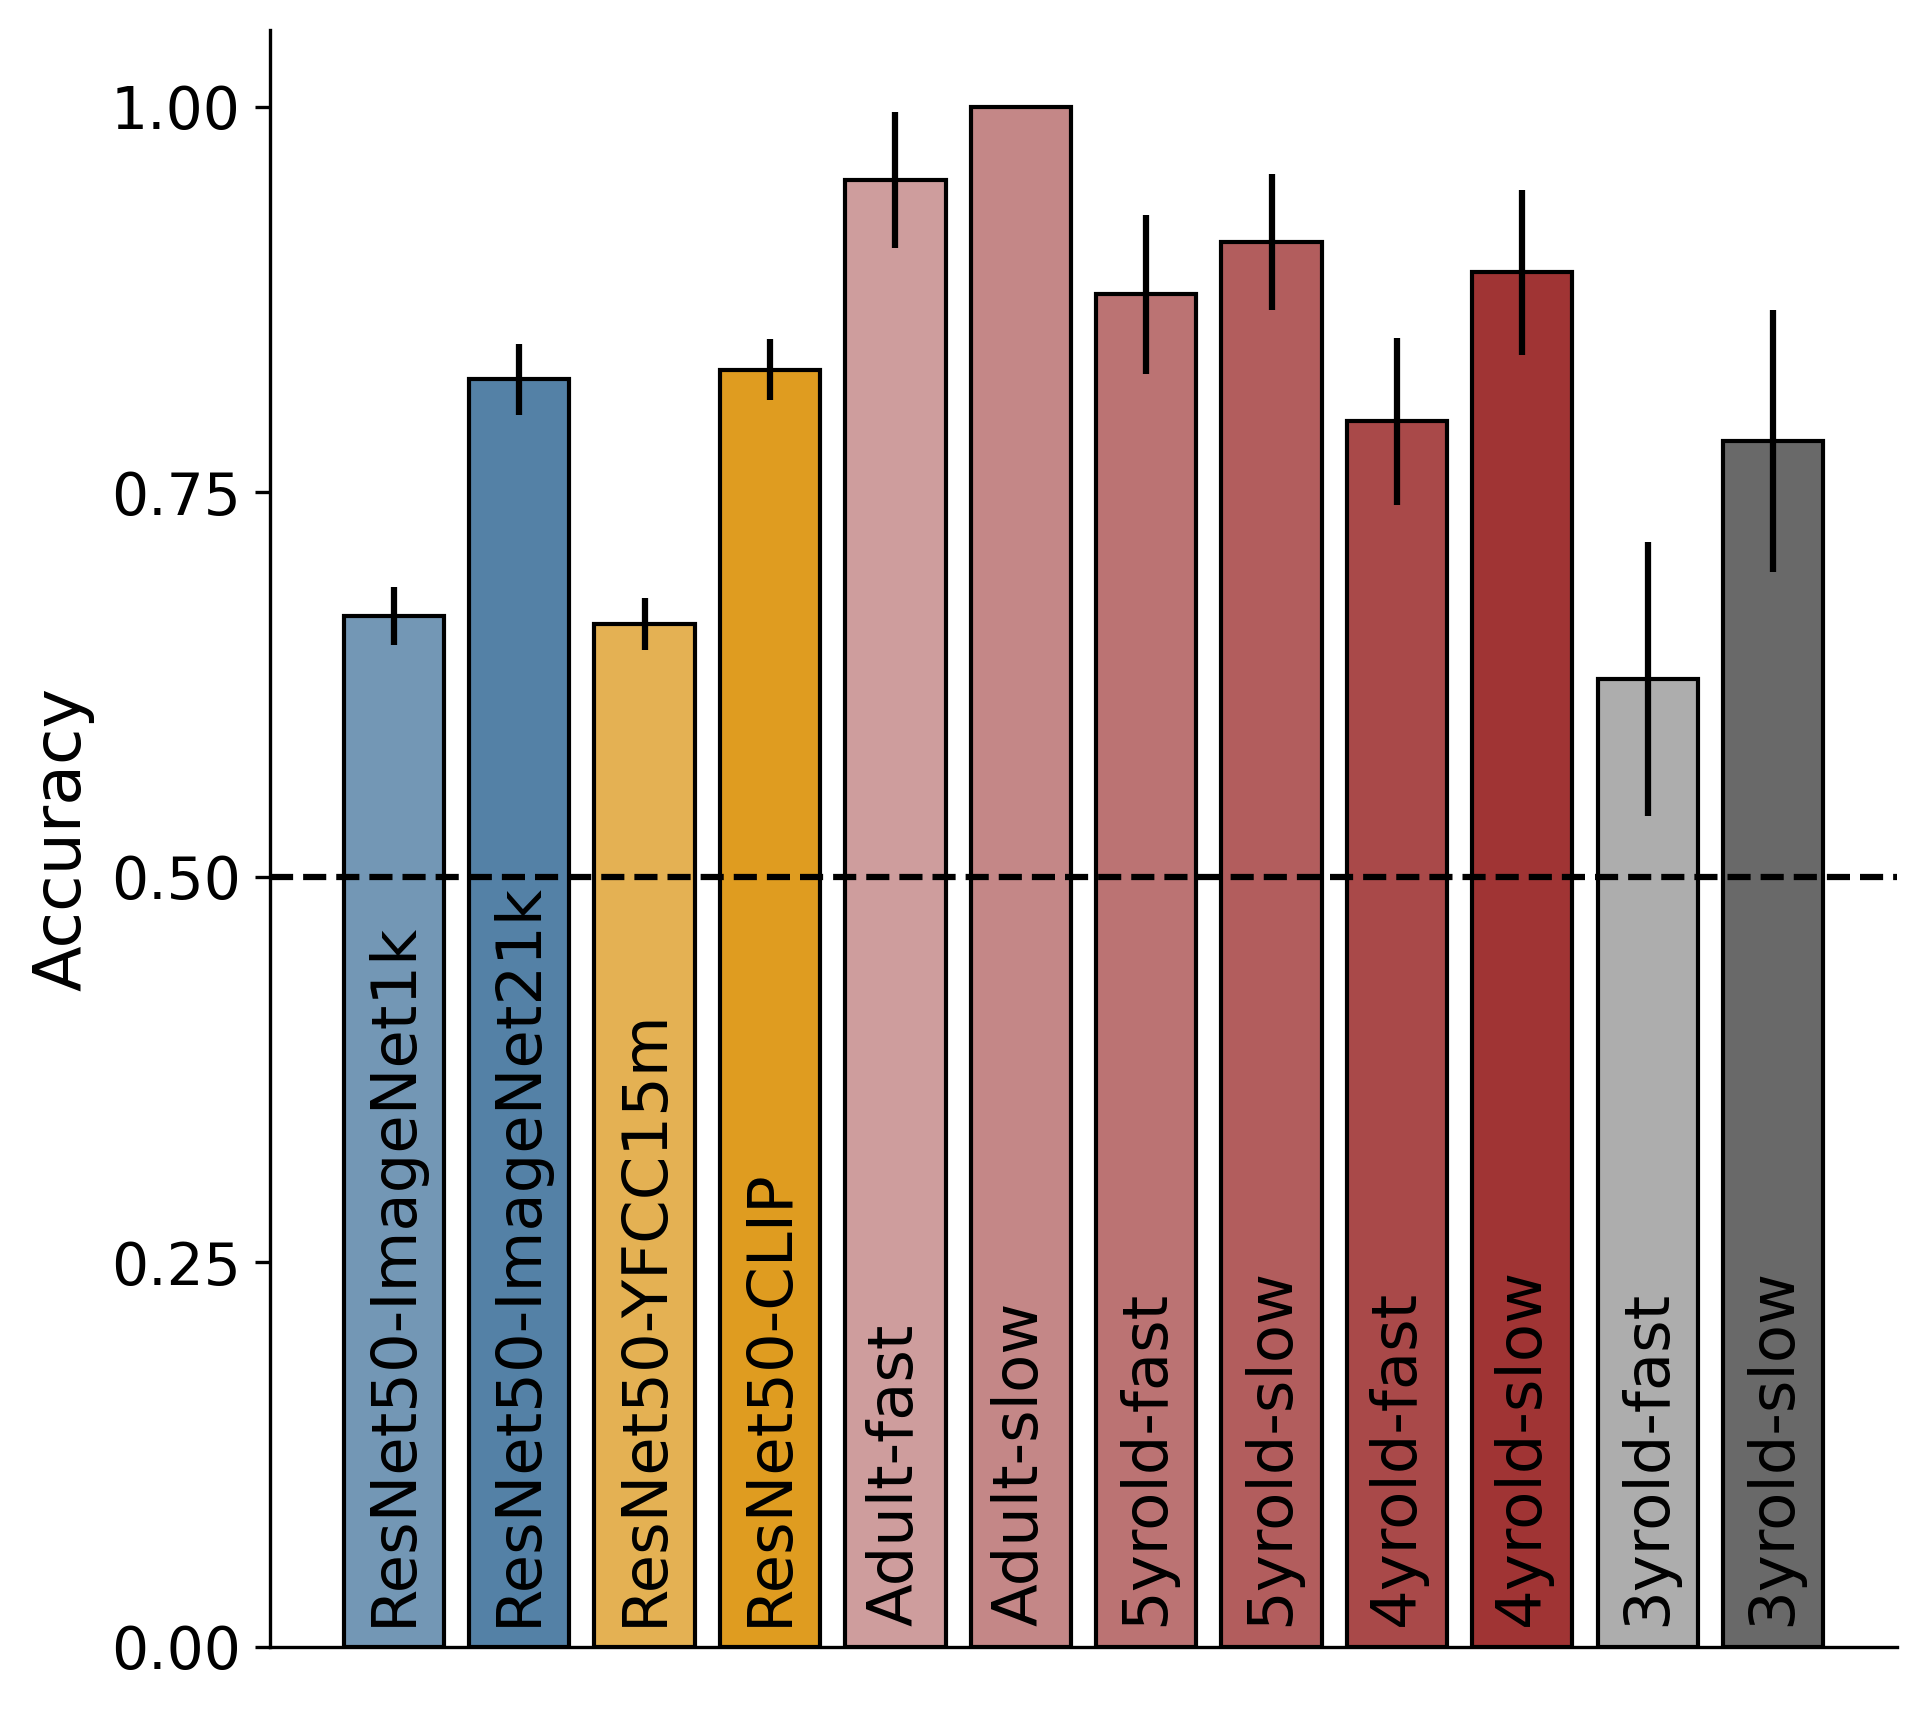 Accuracy
1.00
0.75
0.50
0.25
0.00
ResNet50-ImageNet1k
ResNet50-ImageNet21k
ResNet50-YFCC15m
ResNet50-CLIP
Adult-fast
Adult-slow
5yrold-fast
5yrold-slow
4yrold-fast
4yrold-slow
3yrold-fast
3yrold-slow